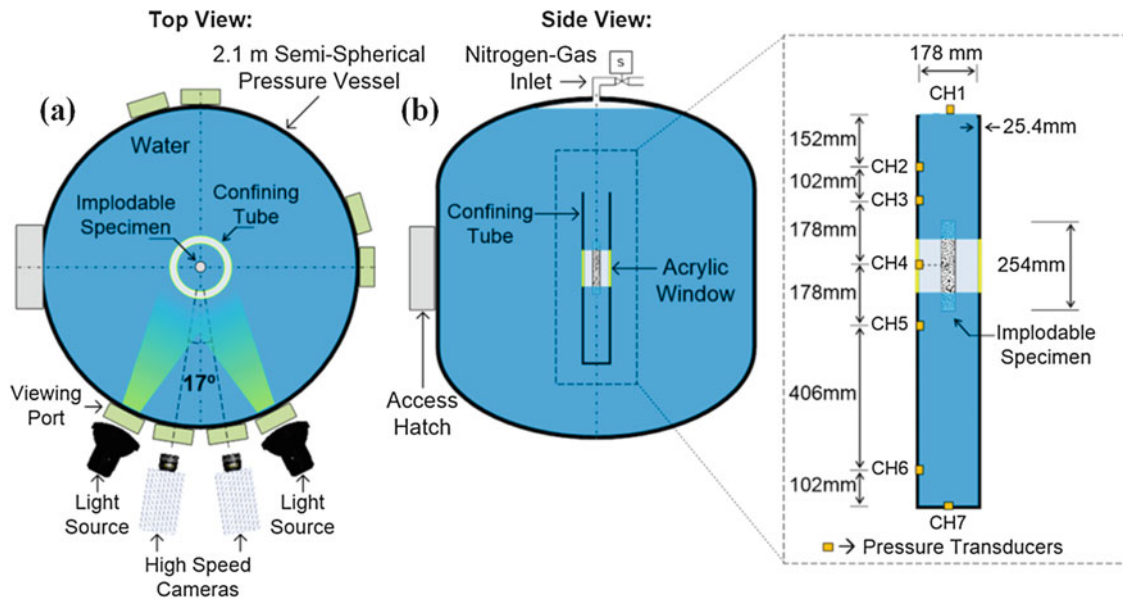 Top View:
2.1 m Semi-Spherical
Pressure Vessel
(a)
Water
Implodable
Specimen
Confining
Tube
17º
Viewing
Port
Light
Source
Light
Source
High Speed
Cameras
Side View:
Nitrogen-Gas
Inlet
S
(b)
Confining
Tube
Acrylic
Window
Access
Hatch
178 mm
CH1
25.4mm
152mm
CH2
102mm
CH3
178mm
CH4
254mm
178mm
CH5
Implodable
Specimen
406mm
CH6
102mm
CH7
Pressure Transducers